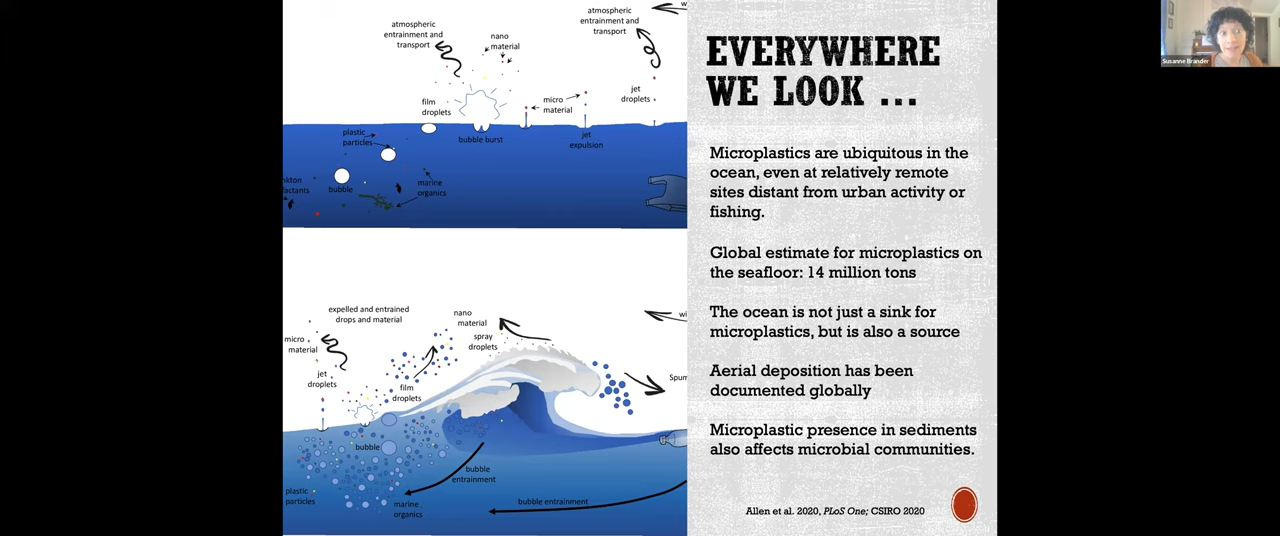 atmospheric
entrainment and
transport
nano
material
atmospheric
entrainment and
transport
film
droplets
micro
material
jet
droplets
plastic
particles
bubble burst
jet
expulsion
bubble
marine
organics
expelled and entrained
drops and material
nano
material
spray
droplets
micro
material
jet
droplets
film
droplets
bubble
bubble
entrainment
bubble entrainment
plastic
particles
marine
organics
EVERYWHERE
WE LOOK ...
Microplastics are ubiquitous in the
ocean, even at relatively remote
sites distant from urban activity or
fishing.
Global estimate for microplastics on
the seafloor: 14 million tons
The ocean is not just a sink for
microplastics, but is also a source
Aerial deposition has been
documented globally
Microplastic presence in sediments
also affects microbial communities.
Allen et al. 2020, PLoS One; CSIRO 2020
Susanne Brander